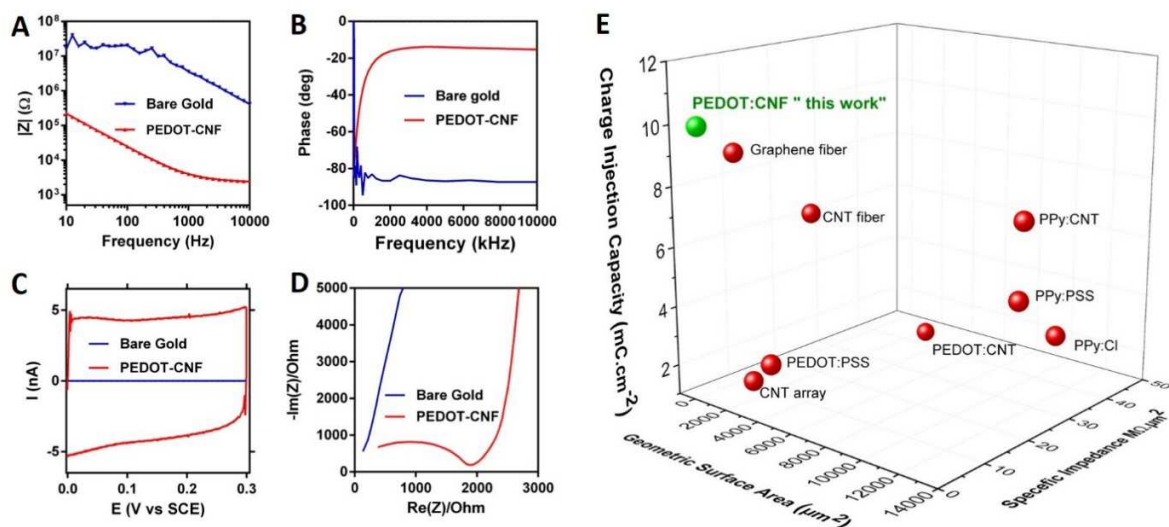 A
|Z| (Ω)
10⁸
10⁷
10⁶
10⁵
10⁴
10³
Bare Gold
PEDOT-CNF
10 100 1000 10000
Frequency (Hz)
B
Phase (deg)
0
-20
-40
-60
-80
-100
Bare gold
PEDOT-CNF
0 2000 4000 6000 8000 10000
Frequency (kHz)
C
I (nA)
5
0
-5
Bare Gold
PEDOT-CNF
0.0 0.1 0.2 0.3
E (V vs SCE)
D
-Im(Z)/Ohm
5000
4000
3000
2000
1000
0
Bare Gold
PEDOT-CNF
0 1000 2000 3000
Re(Z)/Ohm
E
Charge Injection Capacity (mC.cm⁻²)
12
10
8
6
4
2
PEDOT:CNF " this work"
Graphene fiber
CNT fiber
PPy:CNT
PPy:PSS
PPy:Cl
PEDOT:CNT
PEDOT:PSS
CNT array
0 2000 4000 6000 8000 10000 12000 14000
Geometric Surface Area (µm²)
0 10 20 30 40 50
Specefic Impedance MΩ.µm²